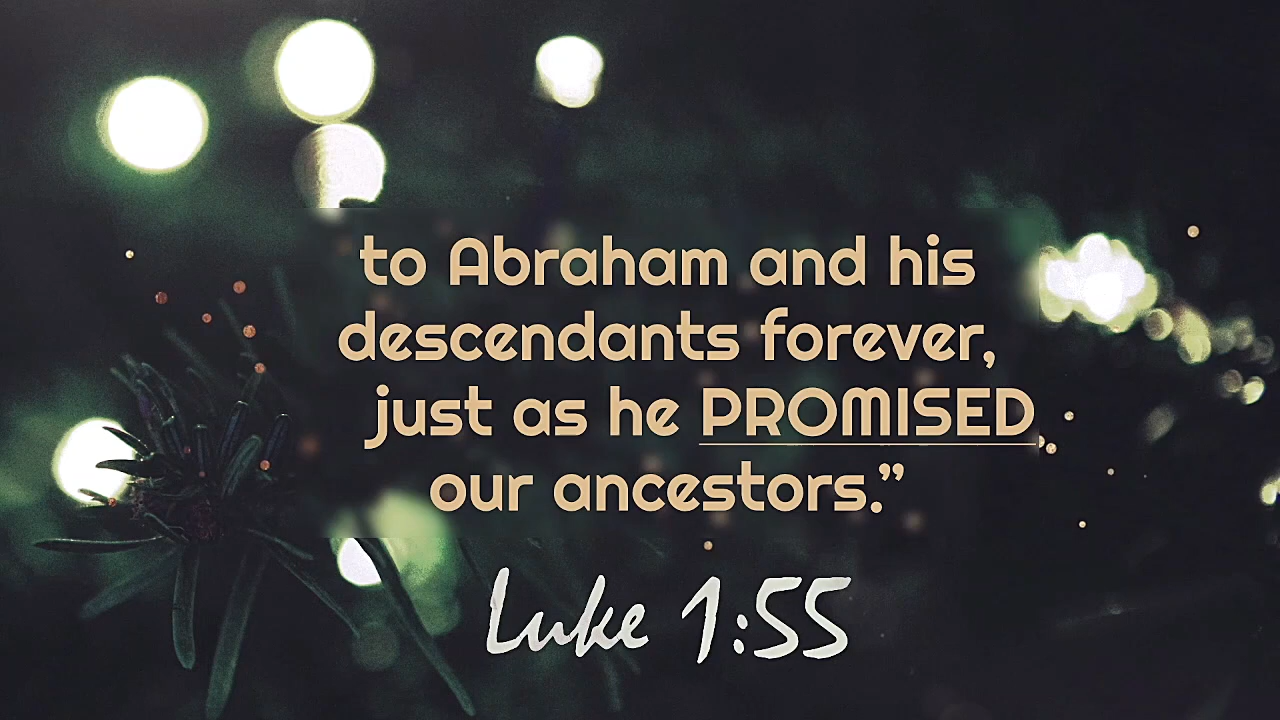 to Abraham and his
descendants forever,
just as he PROMISED
our ancestors.”
Luke 1:55